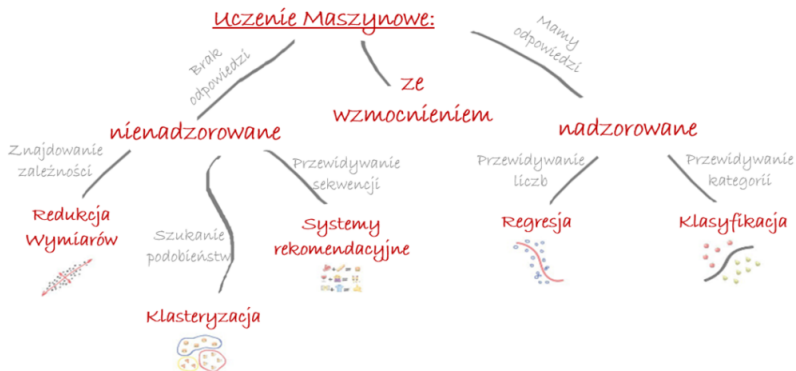 Uczenie Maszynowe:
Brak
odpowiedzi
Mamy
odpowiedzi
ze
wzmocnieniem
nienadzorowane
nadzorowane
Znajdowanie
zależności
Przewidywanie
sekwencji
Przewidywanie
liczb
Przewidywanie
kategorii
Redukcja
Wymiarów
Szukanie
podobieństw
Systemy
rekomendacyjne
Regresja
Klasyfikacja
Klasteryzacja